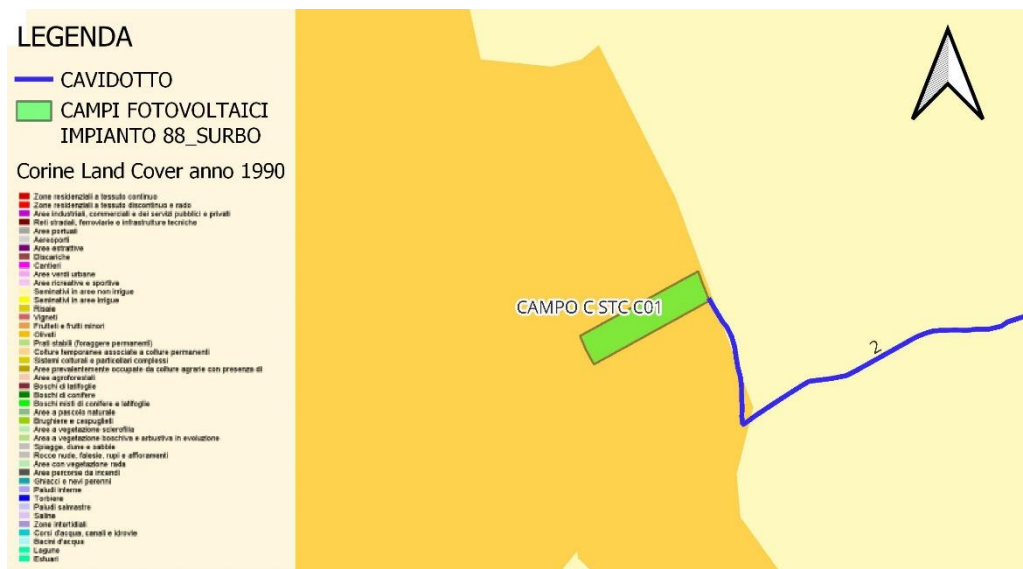 LEGENDA
CAVIDOTTO
CAMPI FOTOVOLTAICI
IMPIANTO 88_SURBO
Corine Land Cover anno 1990
Zone residenziali a tessuto continuo
Zone residenziali a tessuto discontinuo e rado
Aree industriali, commerciali e dei servizi pubblici e privati
Reti stradali, ferroviarie e infrastrutture tecniche
Aree portuali
Aeroporti
Aree estrattive
Discariche
Cantieri
Aree verdi urbane
Aree ricreative e sportive
Seminativi in aree non irrigue
Seminativi in aree irrigue
Risaie
Vigneti
Frutteti e frutti minori
Oliveti
Prati stabili (foraggere permanenti)
Colture temporanee associate a colture permanenti
Sistemi colturali e particellari complessi
Aree prevalentemente occupate da colture agrarie con presenza di
Aree agroforestali
Boschi di latifoglie
Boschi di conifere
Boschi misti di conifere e latifoglie
Aree a pascolo naturale
Brughiere e cespuglieti
Aree a vegetazione sclerofilla
Aree a vegetazione boschiva e arbustiva in evoluzione
Spiagge, dune e sabbie
Rocce nude, falesie, rupi e affioramenti
Aree con vegetazione rada
Aree percorse da incendi
Ghiacci e nevi perenni
Paludi interne
Torbiere
Paludi salmastre
Saline
Zone intertidiali
Corsi d'acqua, canali e idrovie
Bacini d'acqua
Lagune
Estuari
CAMPO C STC C01
2